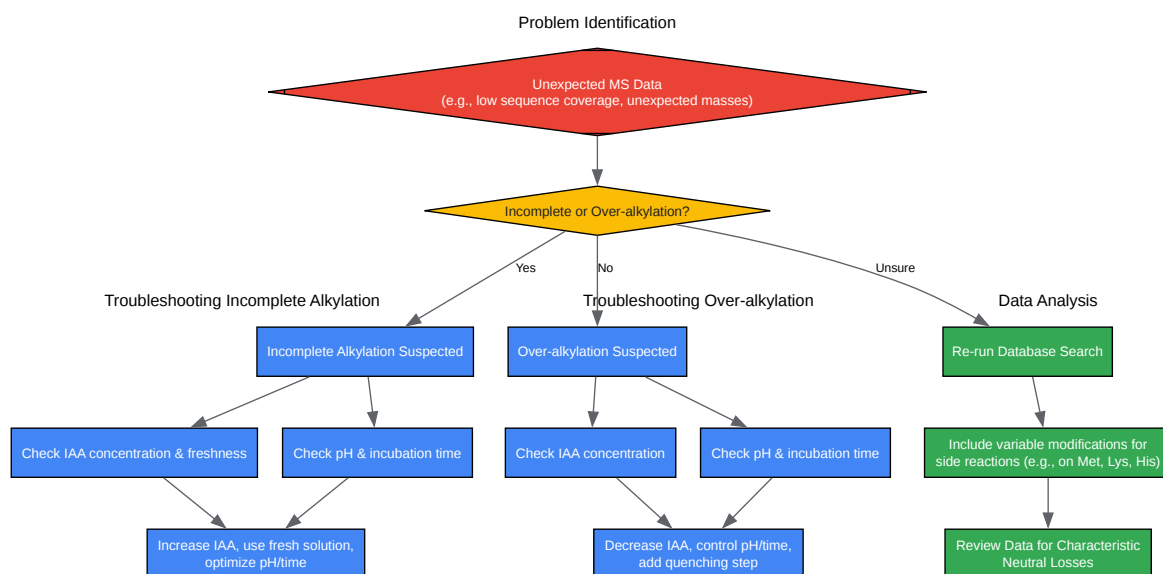 Problem Identification
Unexpected MS Data
(e.g., low sequence coverage, unexpected masses)
Incomplete or Over-alkylation?
Yes
No
Unsure
Troubleshooting Incomplete Alkylation
Troubleshooting Over-alkylation
Data Analysis
Incomplete Alkylation Suspected
Over-alkylation Suspected
Re-run Database Search
Check IAA concentration & freshness
Check pH & incubation time
Check IAA concentration
Check pH & incubation time
Include variable modifications for
side reactions (e.g., on Met, Lys, His)
Increase IAA, use fresh solution,
optimize pH/time
Decrease IAA, control pH/time,
add quenching step
Review Data for Characteristic
Neutral Losses